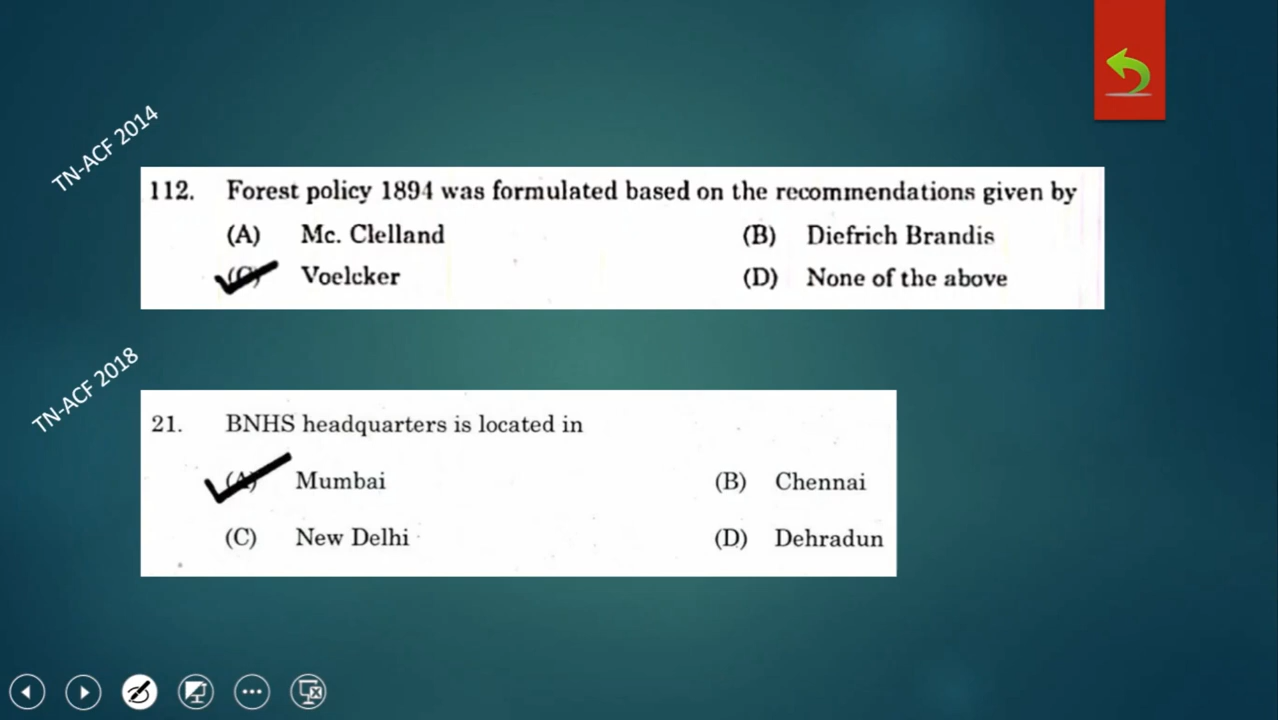 TN-ACF 2014
112. Forest policy 1894 was formulated based on the recommendations given by
(A) Mc. Clelland (B) Diefrich Brandis
(C) Voelcker (D) None of the above
TN-ACF 2018
21. BNHS headquarters is located in
(A) Mumbai (B) Chennai
(C) New Delhi (D) Dehradun